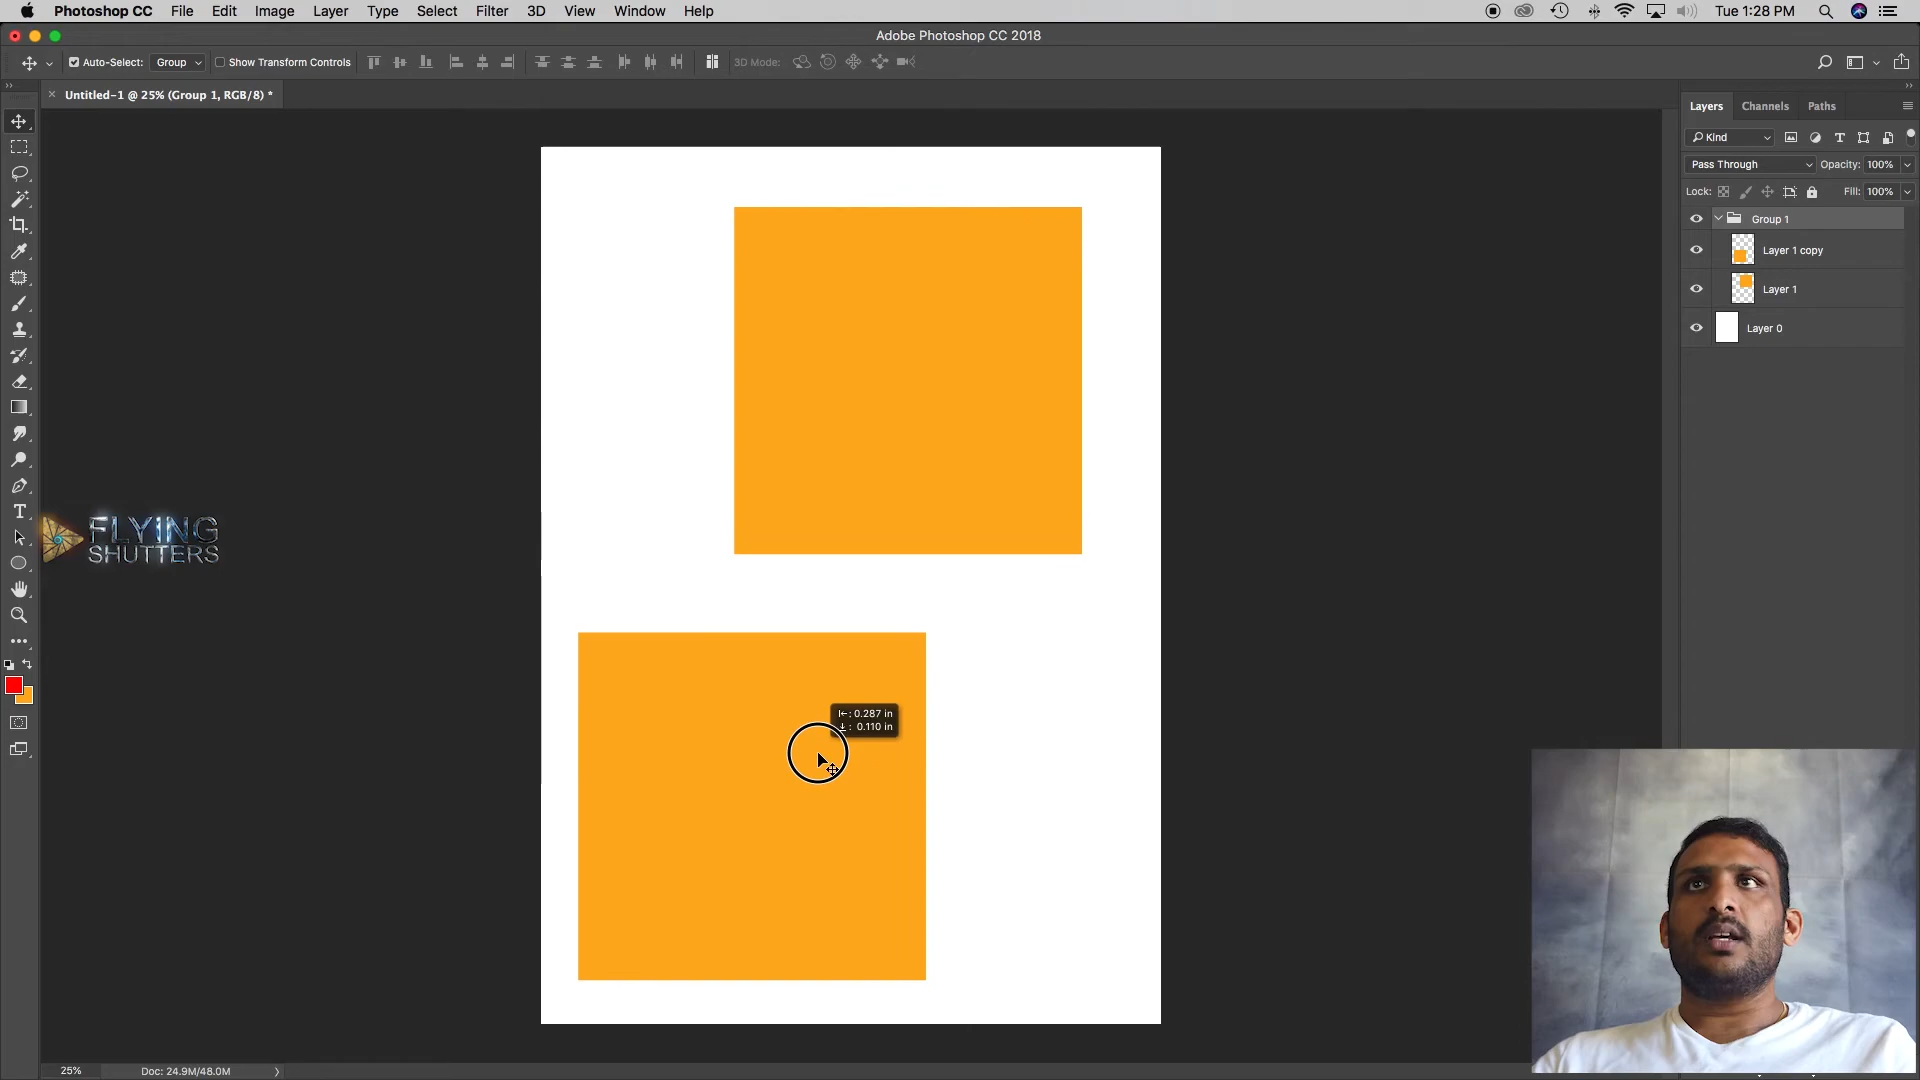 Photoshop CC File Edit Image Layer Type Select Filter 3D View Window Help Tue 1:28 PM
Adobe Photoshop CC 2018
Auto-Select: Group Show Transform Controls 3D Mode:
Untitled-1 @ 25% (Group 1, RGB/8) *
Layers Channels Paths
Kind
Pass Through Opacity: 100%
Lock: Fill: 100%
Group 1
Layer 1 copy
Layer 1
Layer 0
FLYING
SHUTTERS
: 0.287 in
: 0.110 in
25% Doc: 24.9M/48.0M